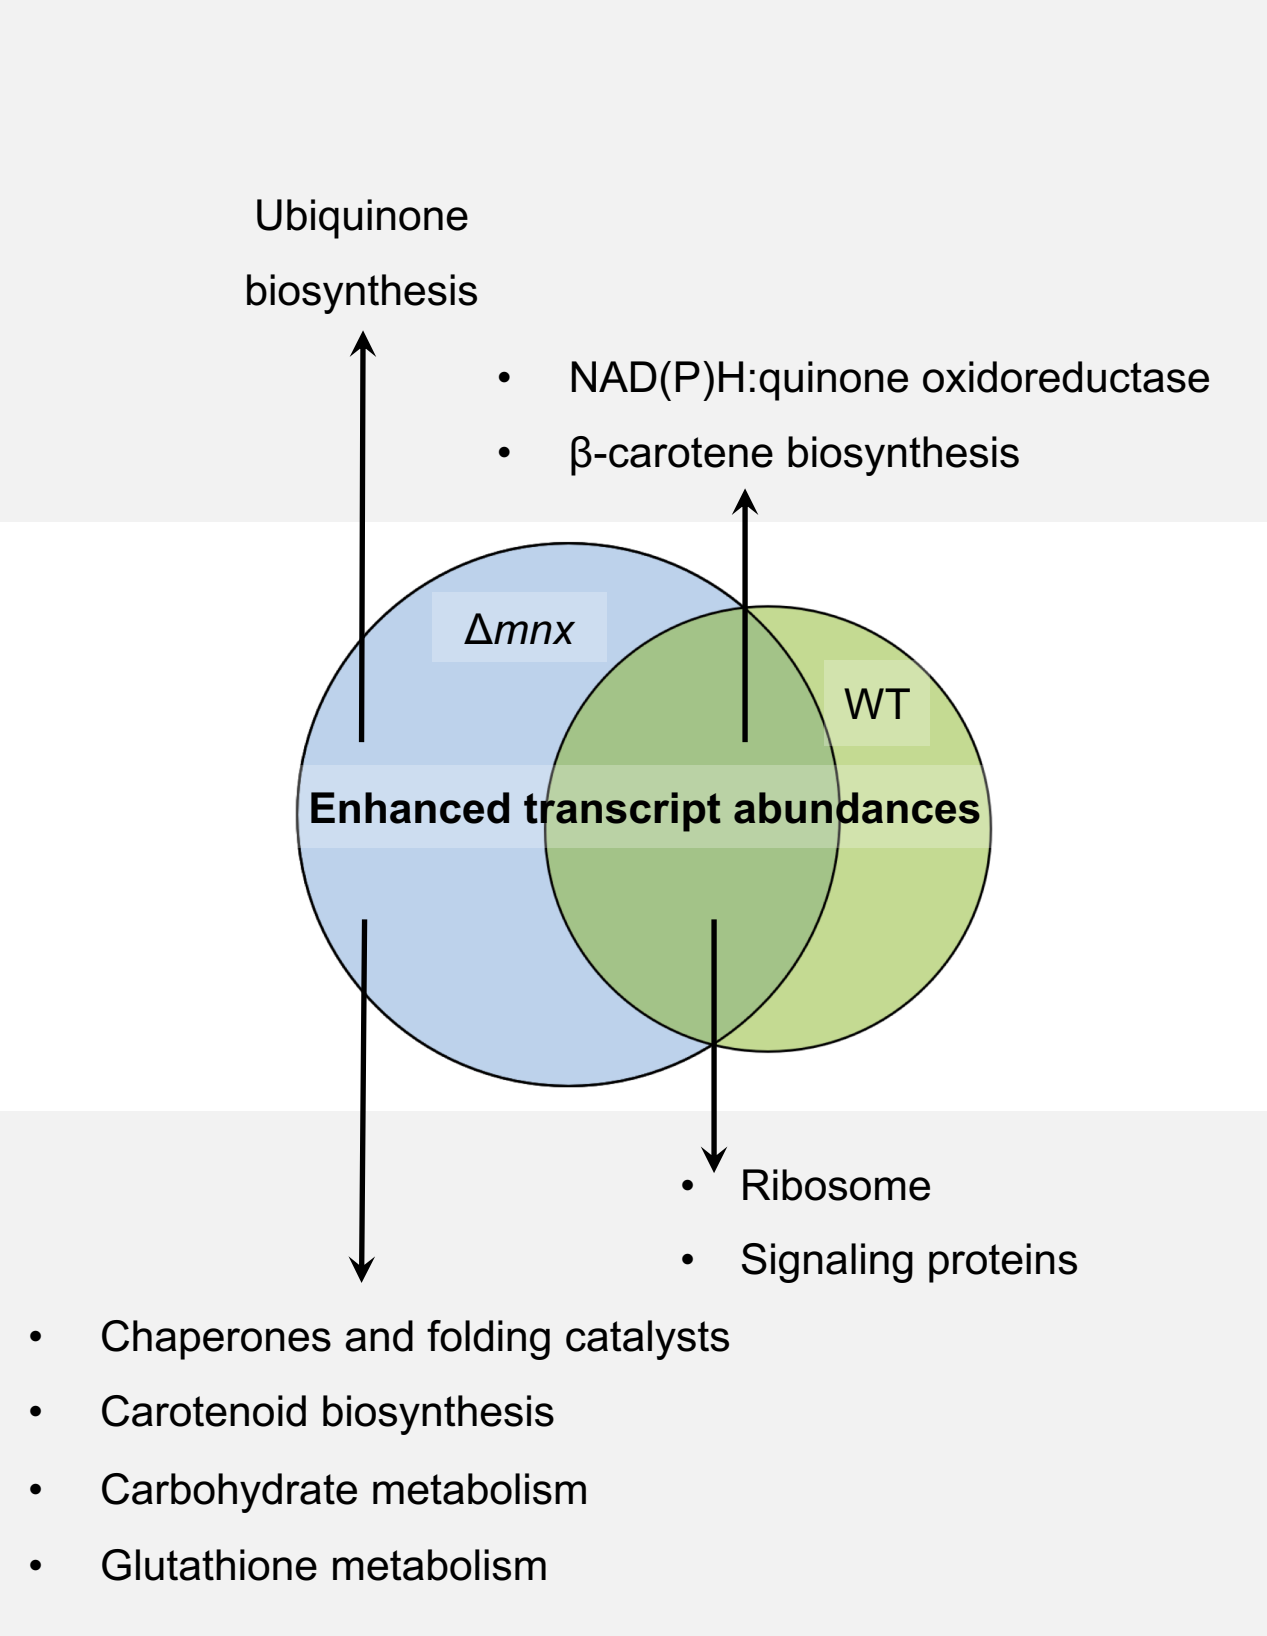 Ubiquinone
biosynthesis
• NAD(P)H:quinone oxidoreductase
• β-carotene biosynthesis
Δmnx
WT
Enhanced transcript abundances
• Ribosome
• Signaling proteins
• Chaperones and folding catalysts
• Carotenoid biosynthesis
• Carbohydrate metabolism
• Glutathione metabolism